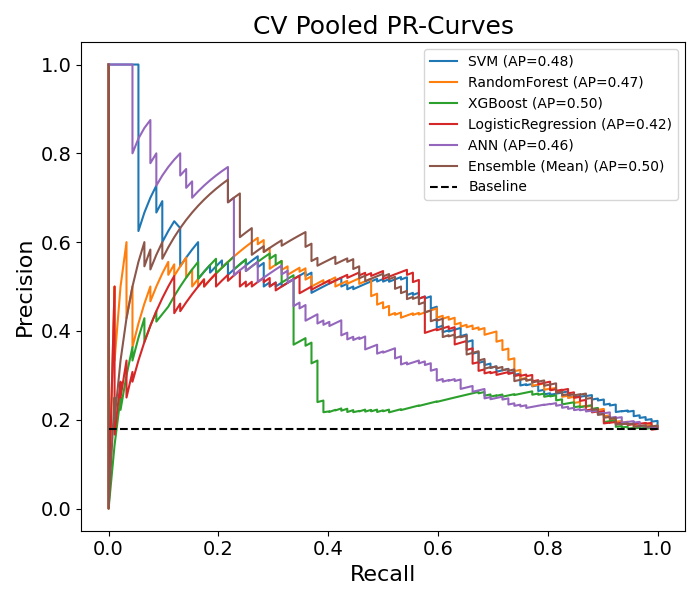 CV Pooled PR-Curves
SVM (AP=0.48)
RandomForest (AP=0.47)
XGBoost (AP=0.50)
LogisticRegression (AP=0.42)
ANN (AP=0.46)
Ensemble (Mean) (AP=0.50)
Baseline
Precision
1.0
0.8
0.6
0.4
0.2
0.0
0.0 0.2 0.4 0.6 0.8 1.0
Recall